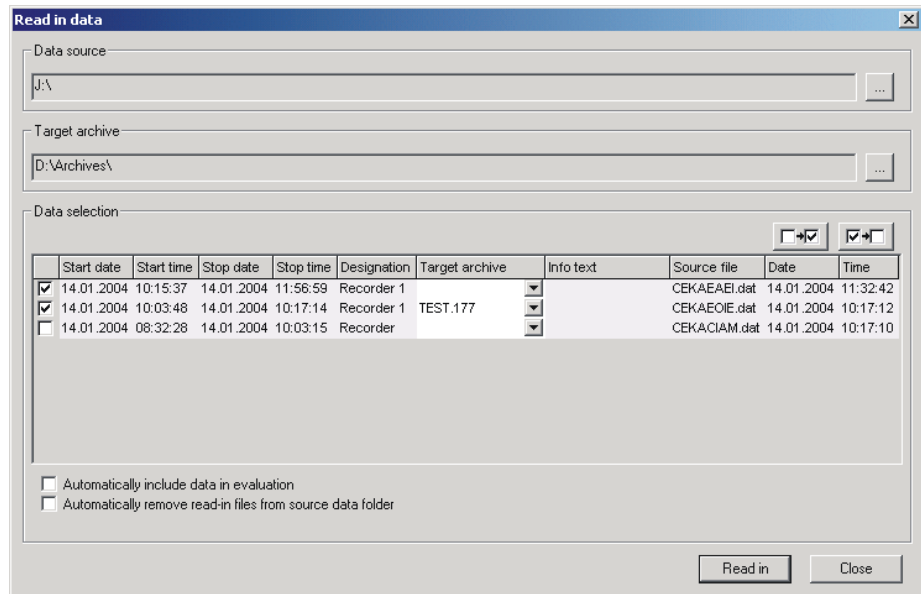 Read in data
Data source
J:\
...
Target archive
D:\Archives\
...
Data selection
Start date Start time Stop date Stop time Designation Target archive Info text Source file Date Time
14.01.2004 10:15:37 14.01.2004 11:56:59 Recorder 1 CEKAEAEI.dat 14.01.2004 11:32:42
14.01.2004 10:03:48 14.01.2004 10:17:14 Recorder 1 TEST.177 CEKAEOIE.dat 14.01.2004 10:17:12
14.01.2004 08:32:28 14.01.2004 10:03:15 Recorder CEKACIAM.dat 14.01.2004 10:17:10
Automatically include data in evaluation
Automatically remove read-in files from source data folder
Read in Close